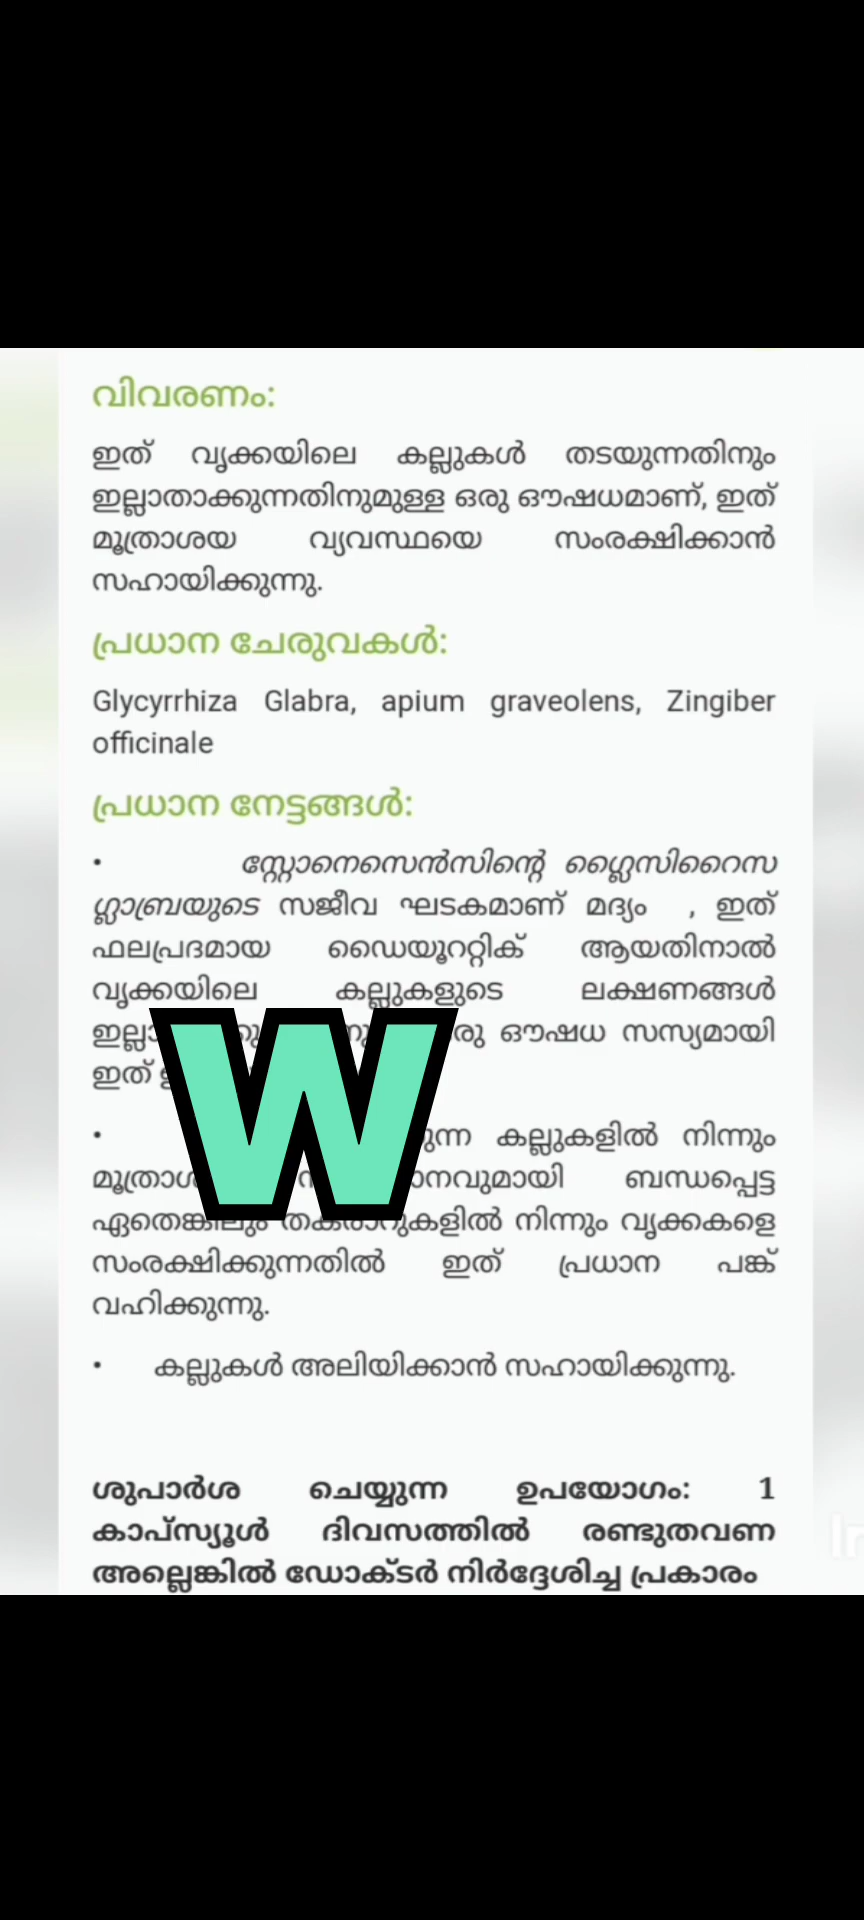 വിവരണം:
ഇത് വൃക്കയിലെ കല്ലുകൾ തടയുന്നതിനും
ഇല്ലാതാക്കുന്നതിനുമുള്ള ഒരു ഔഷധമാണ്, ഇത്
മൂത്രാശയ വ്യവസ്ഥയെ സംരക്ഷിക്കാൻ
സഹായിക്കുന്നു.
പ്രധാന ചേരുവകൾ:
Glycyrrhiza Glabra, apium graveolens, Zingiber
officinale
പ്രധാന നേട്ടങ്ങൾ:
• സ്റ്റോനെസെൻസിന്റെ ഗ്ലൈസിറൈസ
ഗ്ലാബ്രയുടെ സജീവ ഘടകമാണ് മദ്യം , ഇത്
ഫലപ്രദമായ ഡൈയൂററ്റിക് ആയതിനാൽ
വൃക്കയിലെ കല്ലുകളുടെ ലക്ഷണങ്ങൾ
ഔഷധ സസ്യമായി
ഇത്
W
• കല്ലുകളിൽ നിന്നും
ബന്ധപ്പെട്ട
ഏതെങ്കിലും തകരാറുകളിൽ നിന്നും വൃക്കകളെ
സംരക്ഷിക്കുന്നതിൽ ഇത് പ്രധാന പങ്ക്
വഹിക്കുന്നു.
• കല്ലുകൾ അലിയിക്കാൻ സഹായിക്കുന്നു.
ശുപാർശ ചെയ്യുന്ന ഉപയോഗം: 1
കാപ്സ്യൂൾ ദിവസത്തിൽ രണ്ടുതവണ
അല്ലെങ്കിൽ ഡോക്ടർ നിർദ്ദേശിച്ച പ്രകാരം